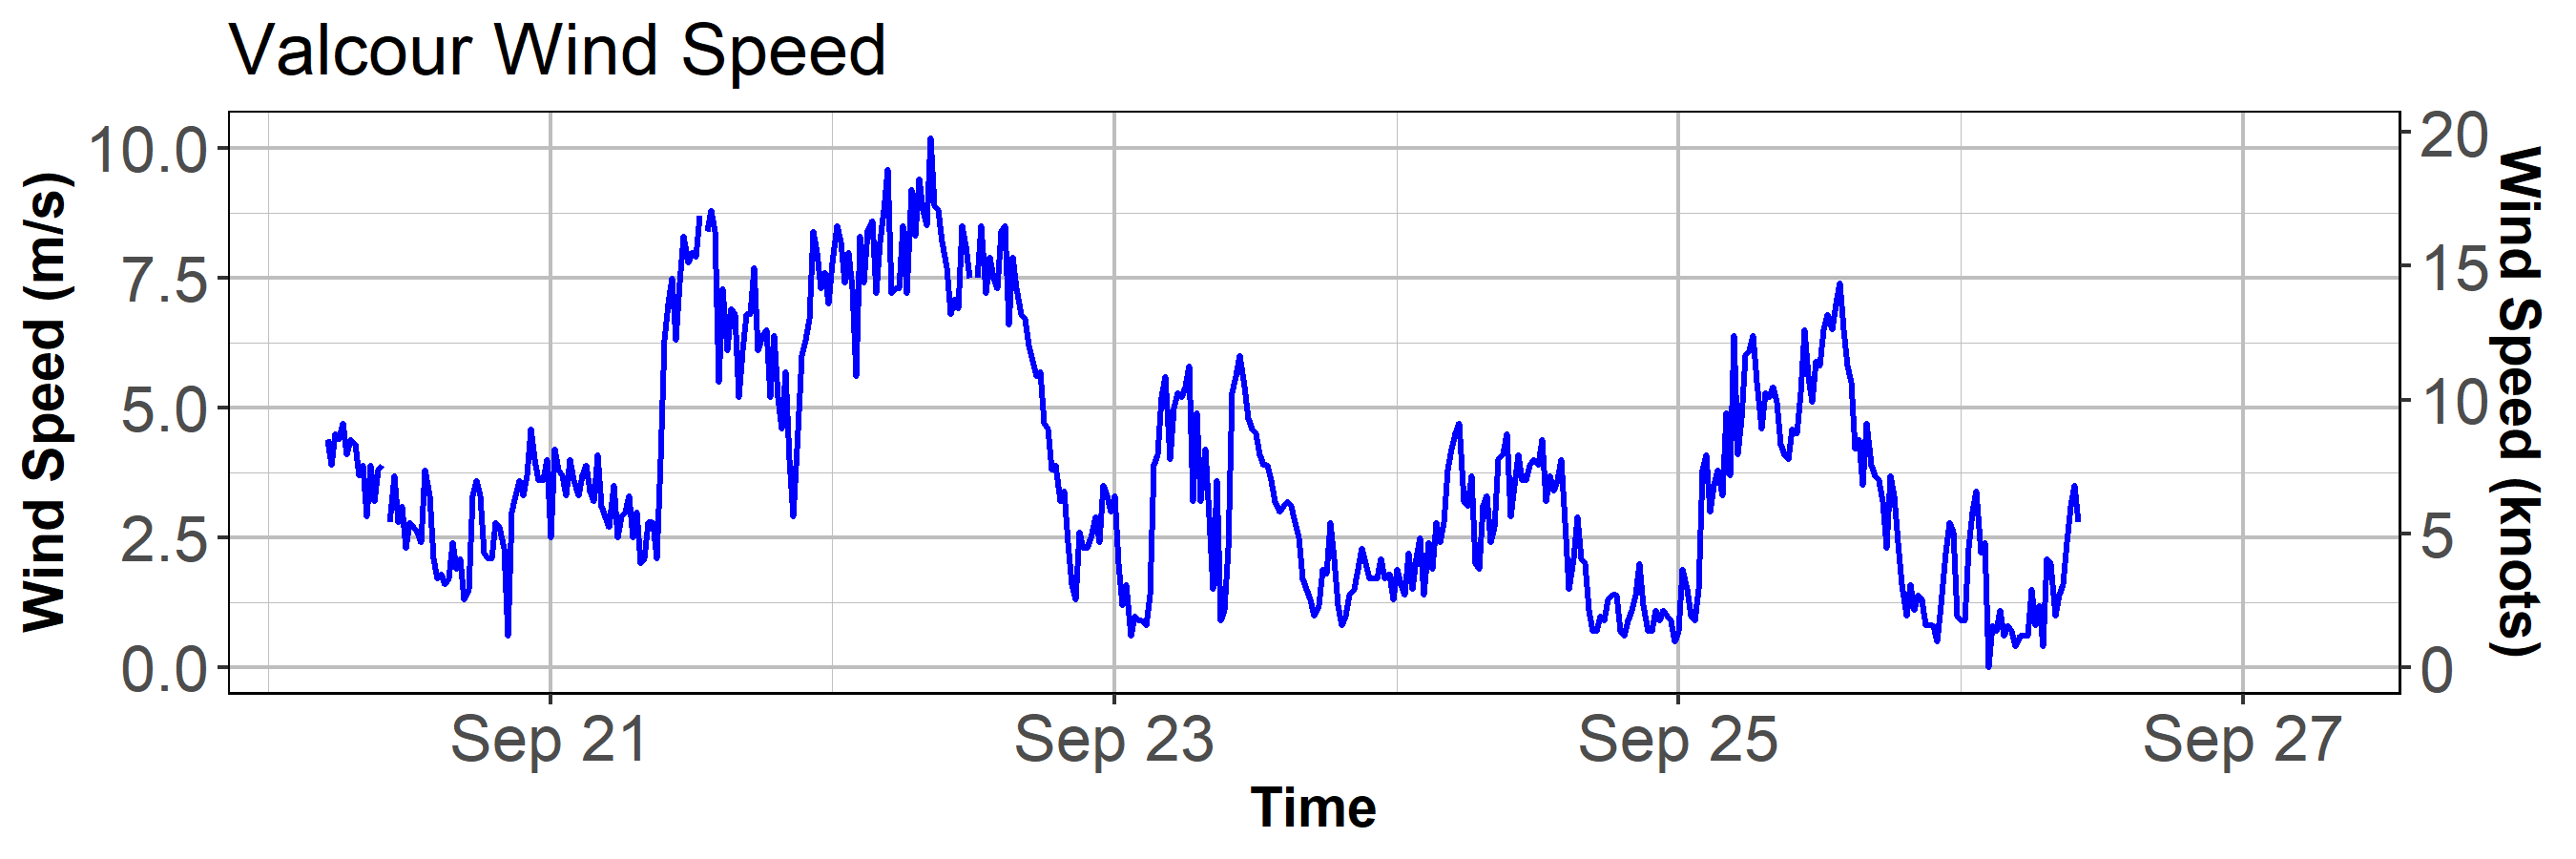 Valcour Wind Speed
Wind Speed (m/s)
10.0
7.5
5.0
2.5
0.0
20
15
10
5
0
Wind Speed (knots)
Sep 21
Sep 23
Sep 25
Sep 27
Time